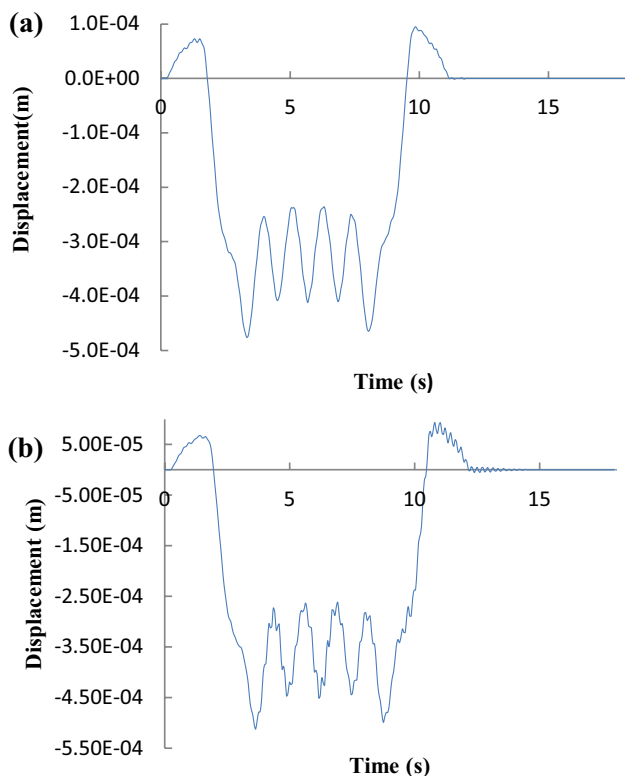 (a)
Displacement(m)
1.0E-04
0.0E+00
-1.0E-04
-2.0E-04
-3.0E-04
-4.0E-04
-5.0E-04
0 5 10 15
Time (s)
(b)
Displacement (m)
5.00E-05
-5.00E-05
-1.50E-04
-2.50E-04
-3.50E-04
-4.50E-04
-5.50E-04
0 5 10 15
Time (s)